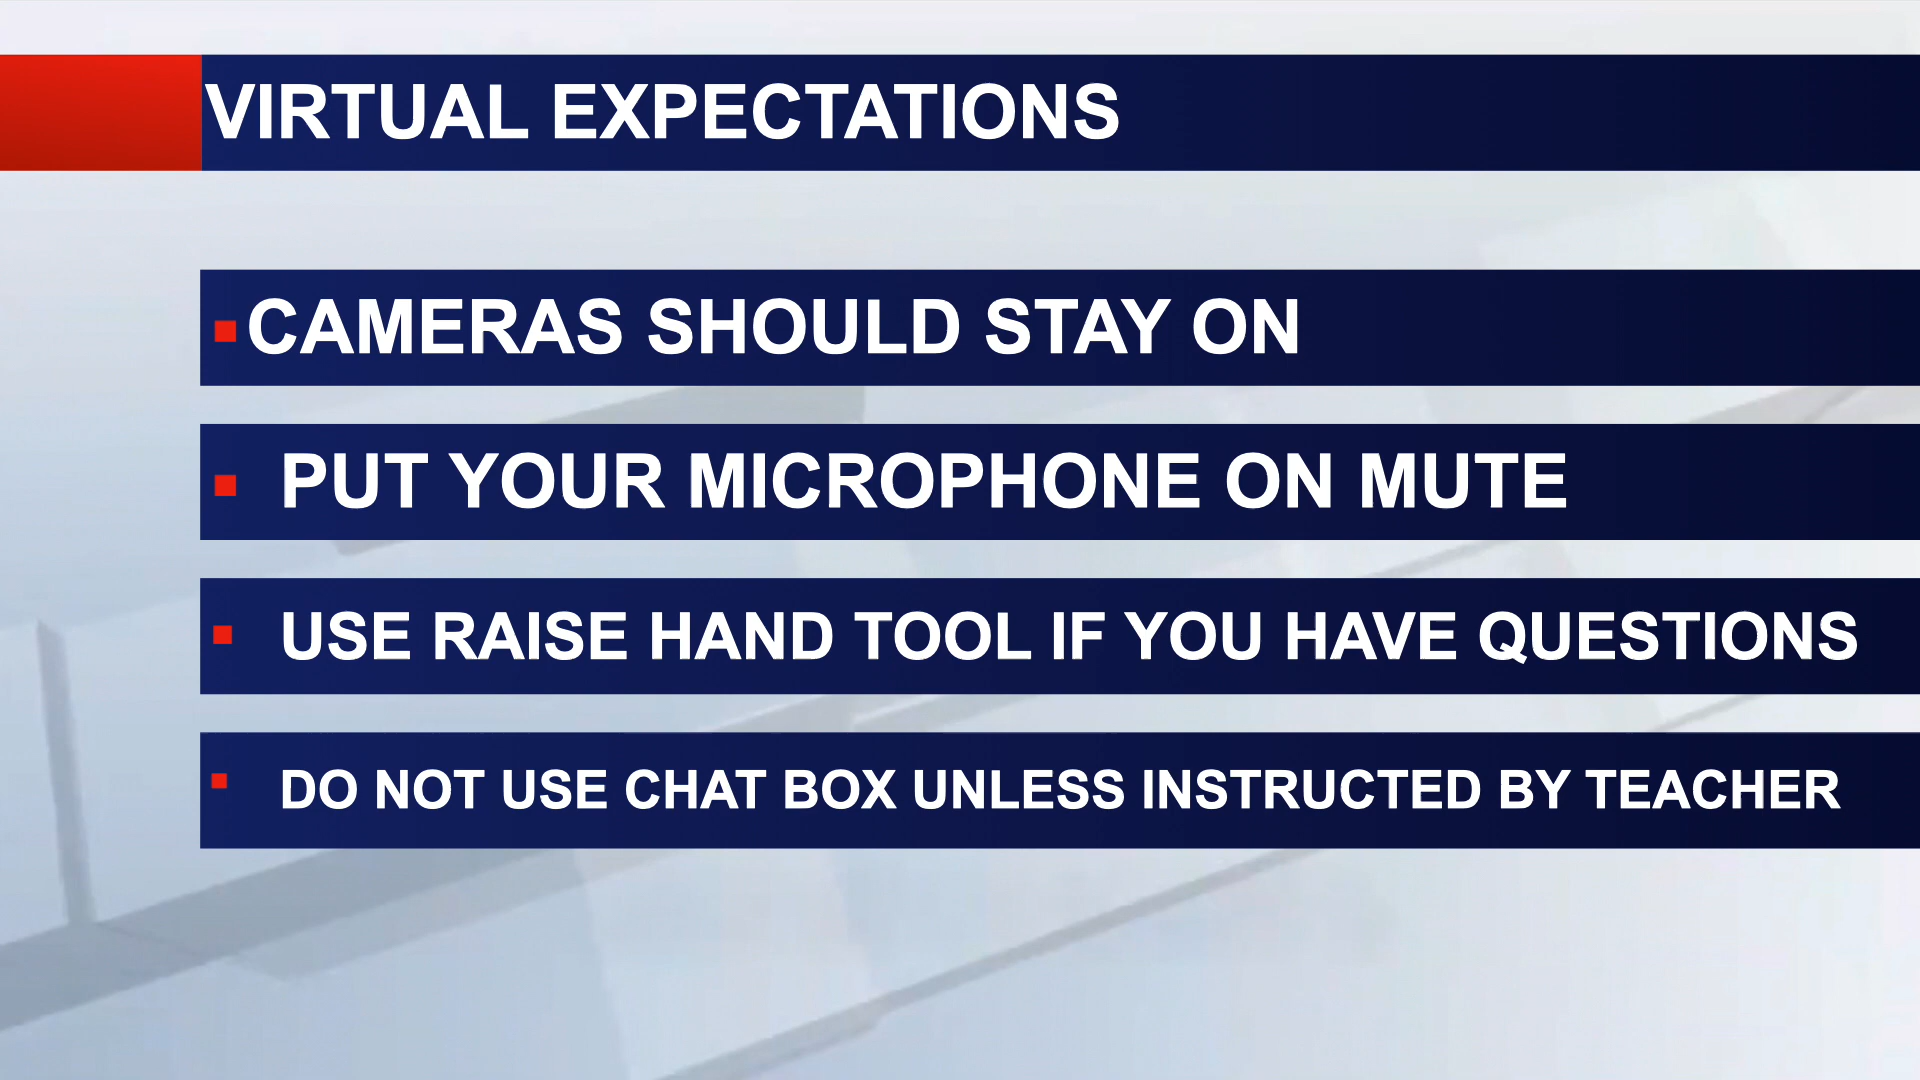 VIRTUAL EXPECTATIONS
CAMERAS SHOULD STAY ON
PUT YOUR MICROPHONE ON MUTE
USE RAISE HAND TOOL IF YOU HAVE QUESTIONS
DO NOT USE CHAT BOX UNLESS INSTRUCTED BY TEACHER